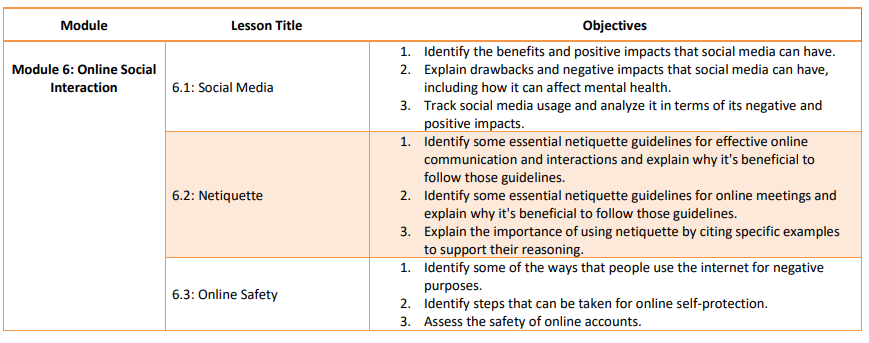 Module Lesson Title Objectives
Module 6: Online Social
Interaction
6.1: Social Media
1. Identify the benefits and positive impacts that social media can have.
2. Explain drawbacks and negative impacts that social media can have,
including how it can affect mental health.
3. Track social media usage and analyze it in terms of its negative and
positive impacts.
6.2: Netiquette
1. Identify some essential netiquette guidelines for effective online
communication and interactions and explain why it's beneficial to
follow those guidelines.
2. Identify some essential netiquette guidelines for online meetings and
explain why it's beneficial to follow those guidelines.
3. Explain the importance of using netiquette by citing specific examples
to support their reasoning.
6.3: Online Safety
1. Identify some of the ways that people use the internet for negative
purposes.
2. Identify steps that can be taken for online self-protection.
3. Assess the safety of online accounts.